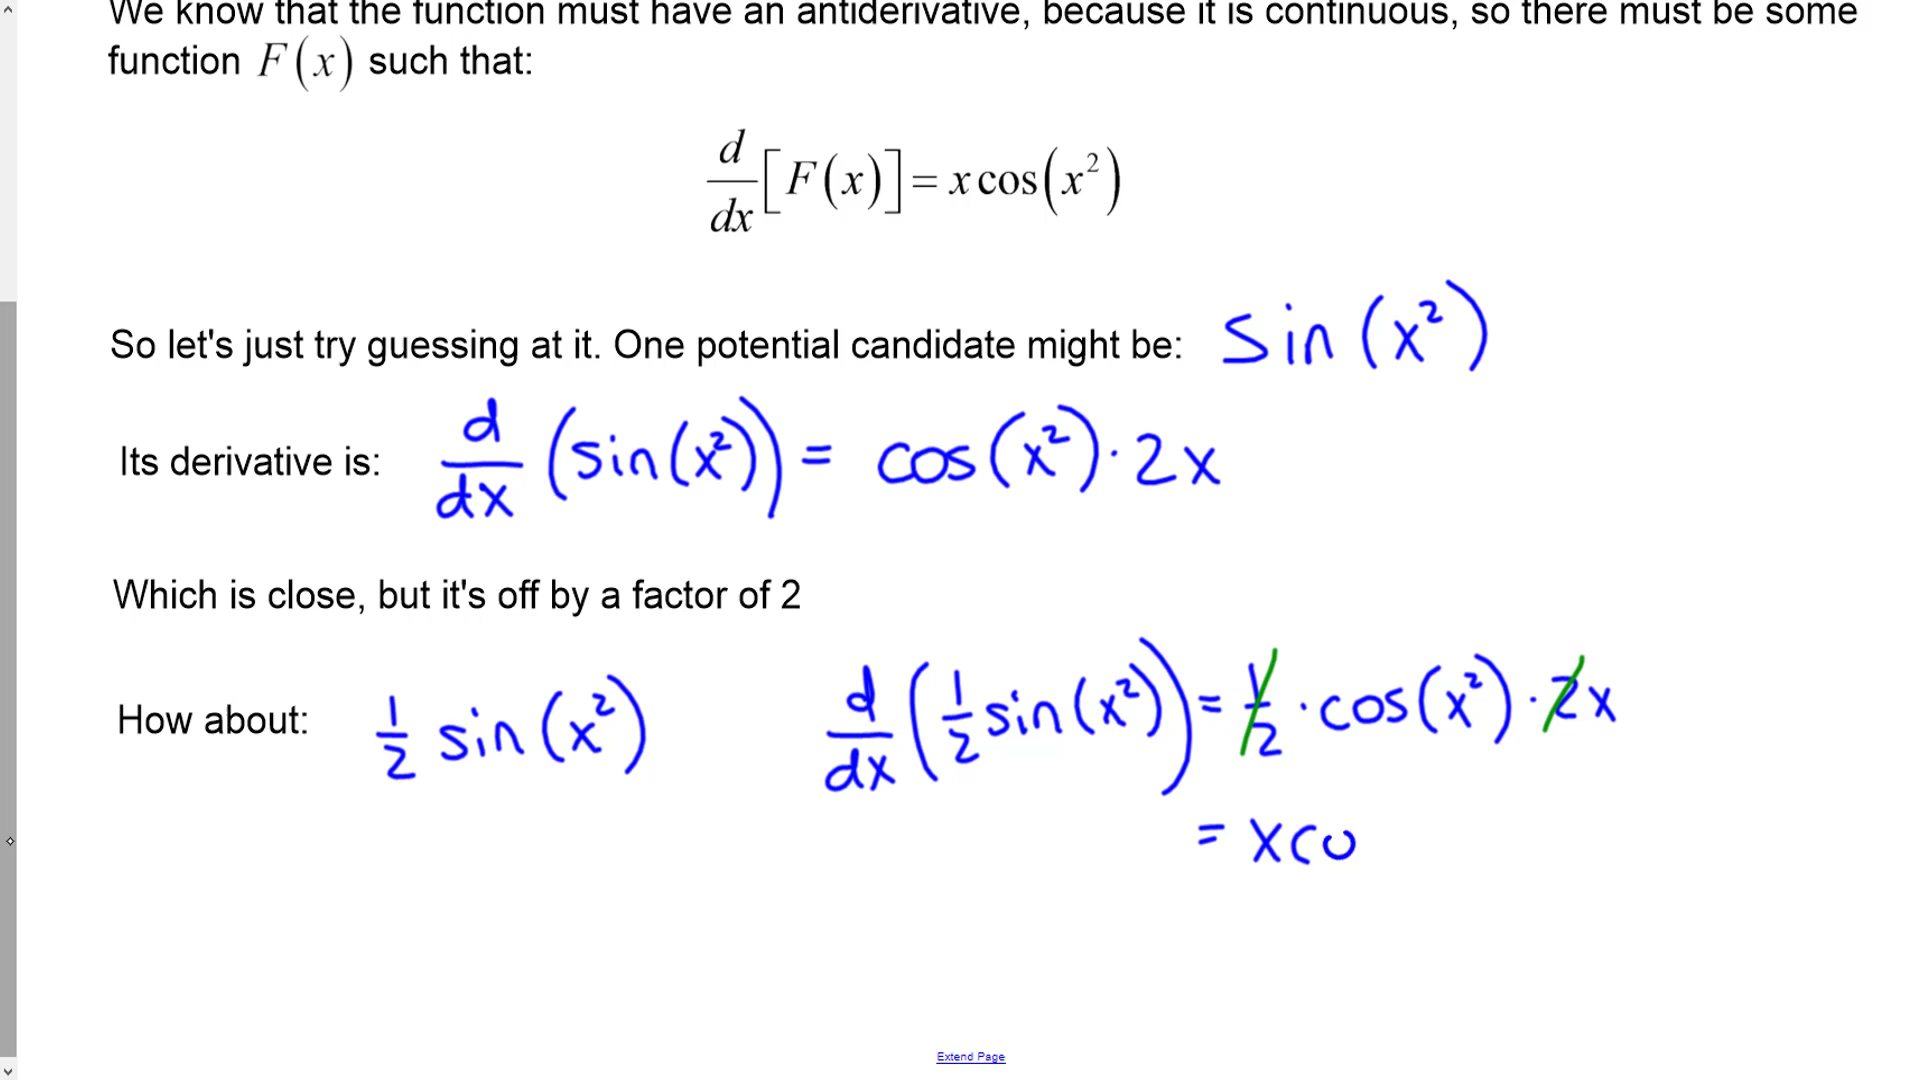 We know that the function must have an antiderivative, because it is continuous, so there must be some
function F(x) such that:
d/dx [F(x)] = x cos(x²)
So let's just try guessing at it. One potential candidate might be: sin(x²)
Its derivative is: d/dx (sin(x²)) = cos(x²)·2x
Which is close, but it's off by a factor of 2
How about: 1/2 sin(x²) d/dx (1/2 sin(x²)) = 1/2 · cos(x²) · 2x
= xco
Extend Page